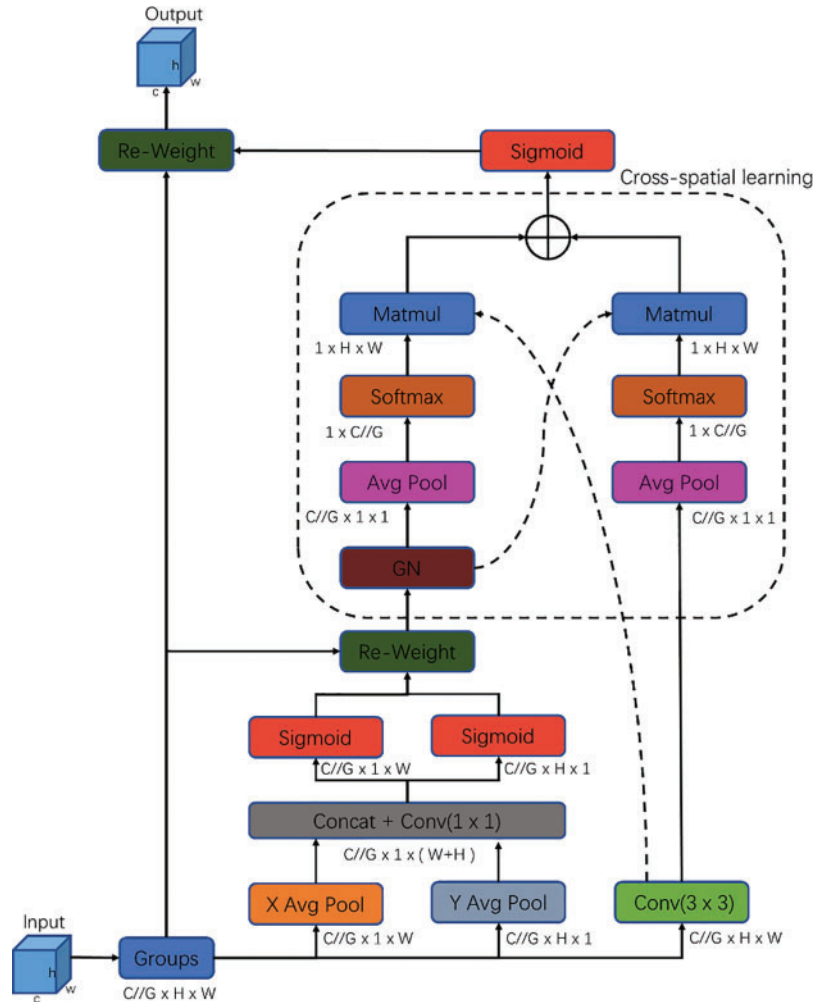 Output
h
w
c
Re-Weight
Sigmoid
Cross-spatial learning
Matmul
Matmul
1 x H x W
1 x H x W
Softmax
Softmax
1 x C//G
1 x C//G
Avg Pool
Avg Pool
C//G x 1 x 1
C//G x 1 x 1
GN
Re-Weight
Sigmoid
Sigmoid
C//G x 1 x W
C//G x H x 1
Concat + Conv(1 x 1)
C//G x 1 x ( W+H )
X Avg Pool
Y Avg Pool
Conv(3 x 3)
C//G x 1 x W
C//G x H x 1
C//G x H x W
Input
h
w
c
Groups
C//G x H x W